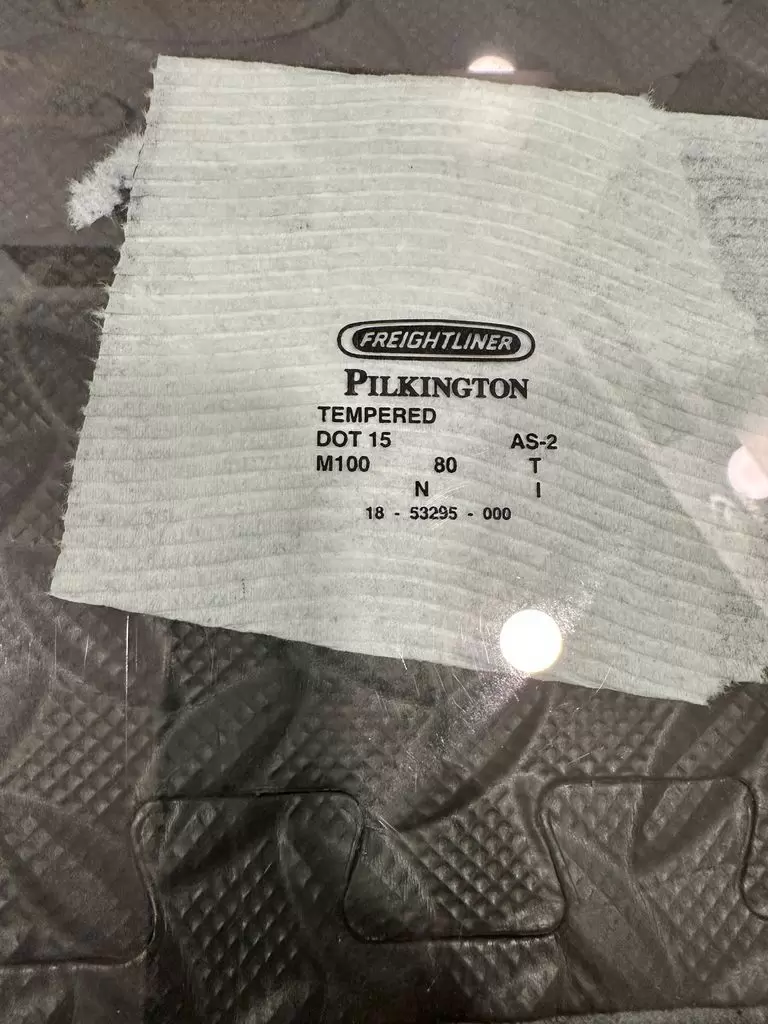 FREIGHTLINER
PILKINGTON
TEMPERED
DOT 15 AS-2
M100 80 T
N I
18 - 53295 - 000